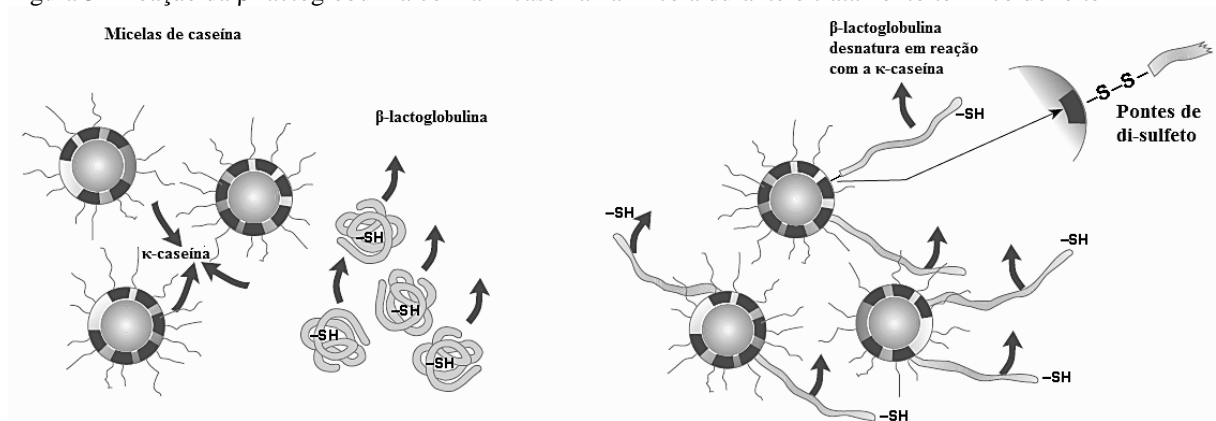 Micelas de caseína
κ-caseína
β-lactoglobulina
–SH
–SH
–SH
–SH
β-lactoglobulina
desnatura em reação
com a κ-caseína
–SH
–S–S–
Pontes de
di-sulfeto
–SH
–SH
–SH
–SH